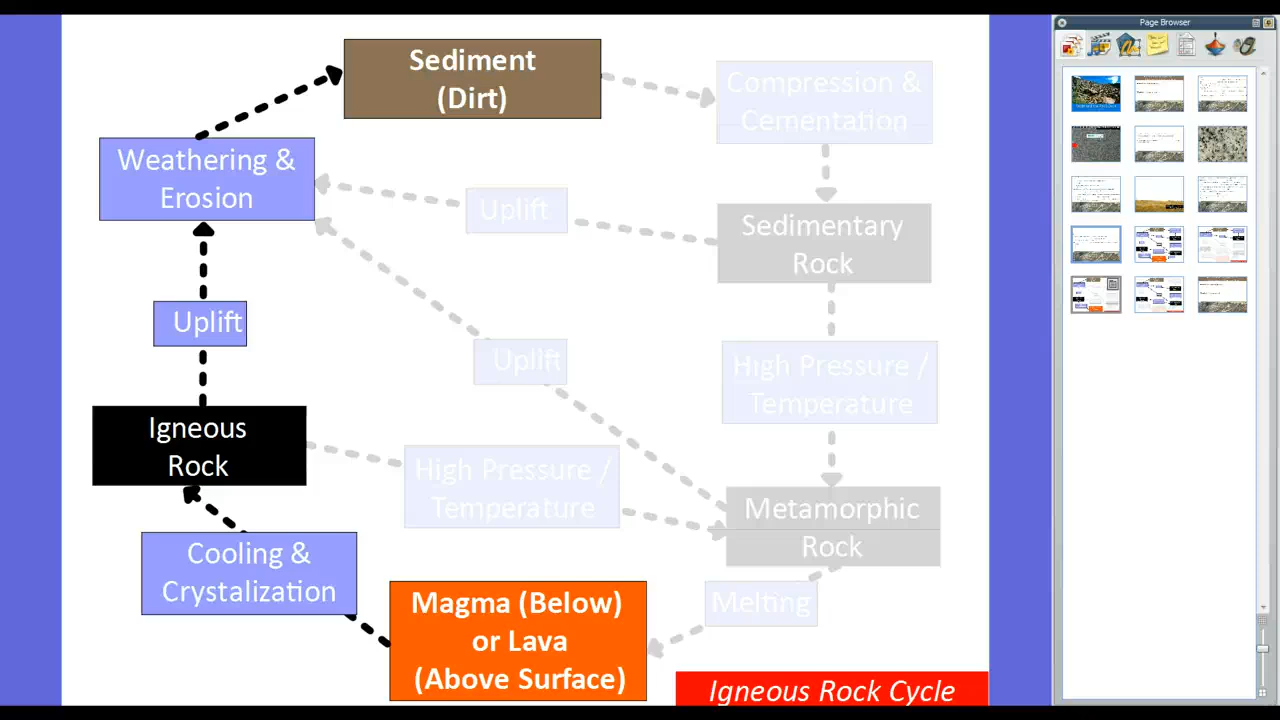 Page Browser
Sediment
(Dirt)
Compression &
Cementation
Weathering &
Erosion
Uplift
Sedimentary
Rock
Uplift
Uplift
High Pressure /
Temperature
Igneous
Rock
High Pressure /
Temperature
Metamorphic
Rock
Cooling &
Crystalization
Magma (Below)
or Lava
(Above Surface)
Melting
Igneous Rock Cycle